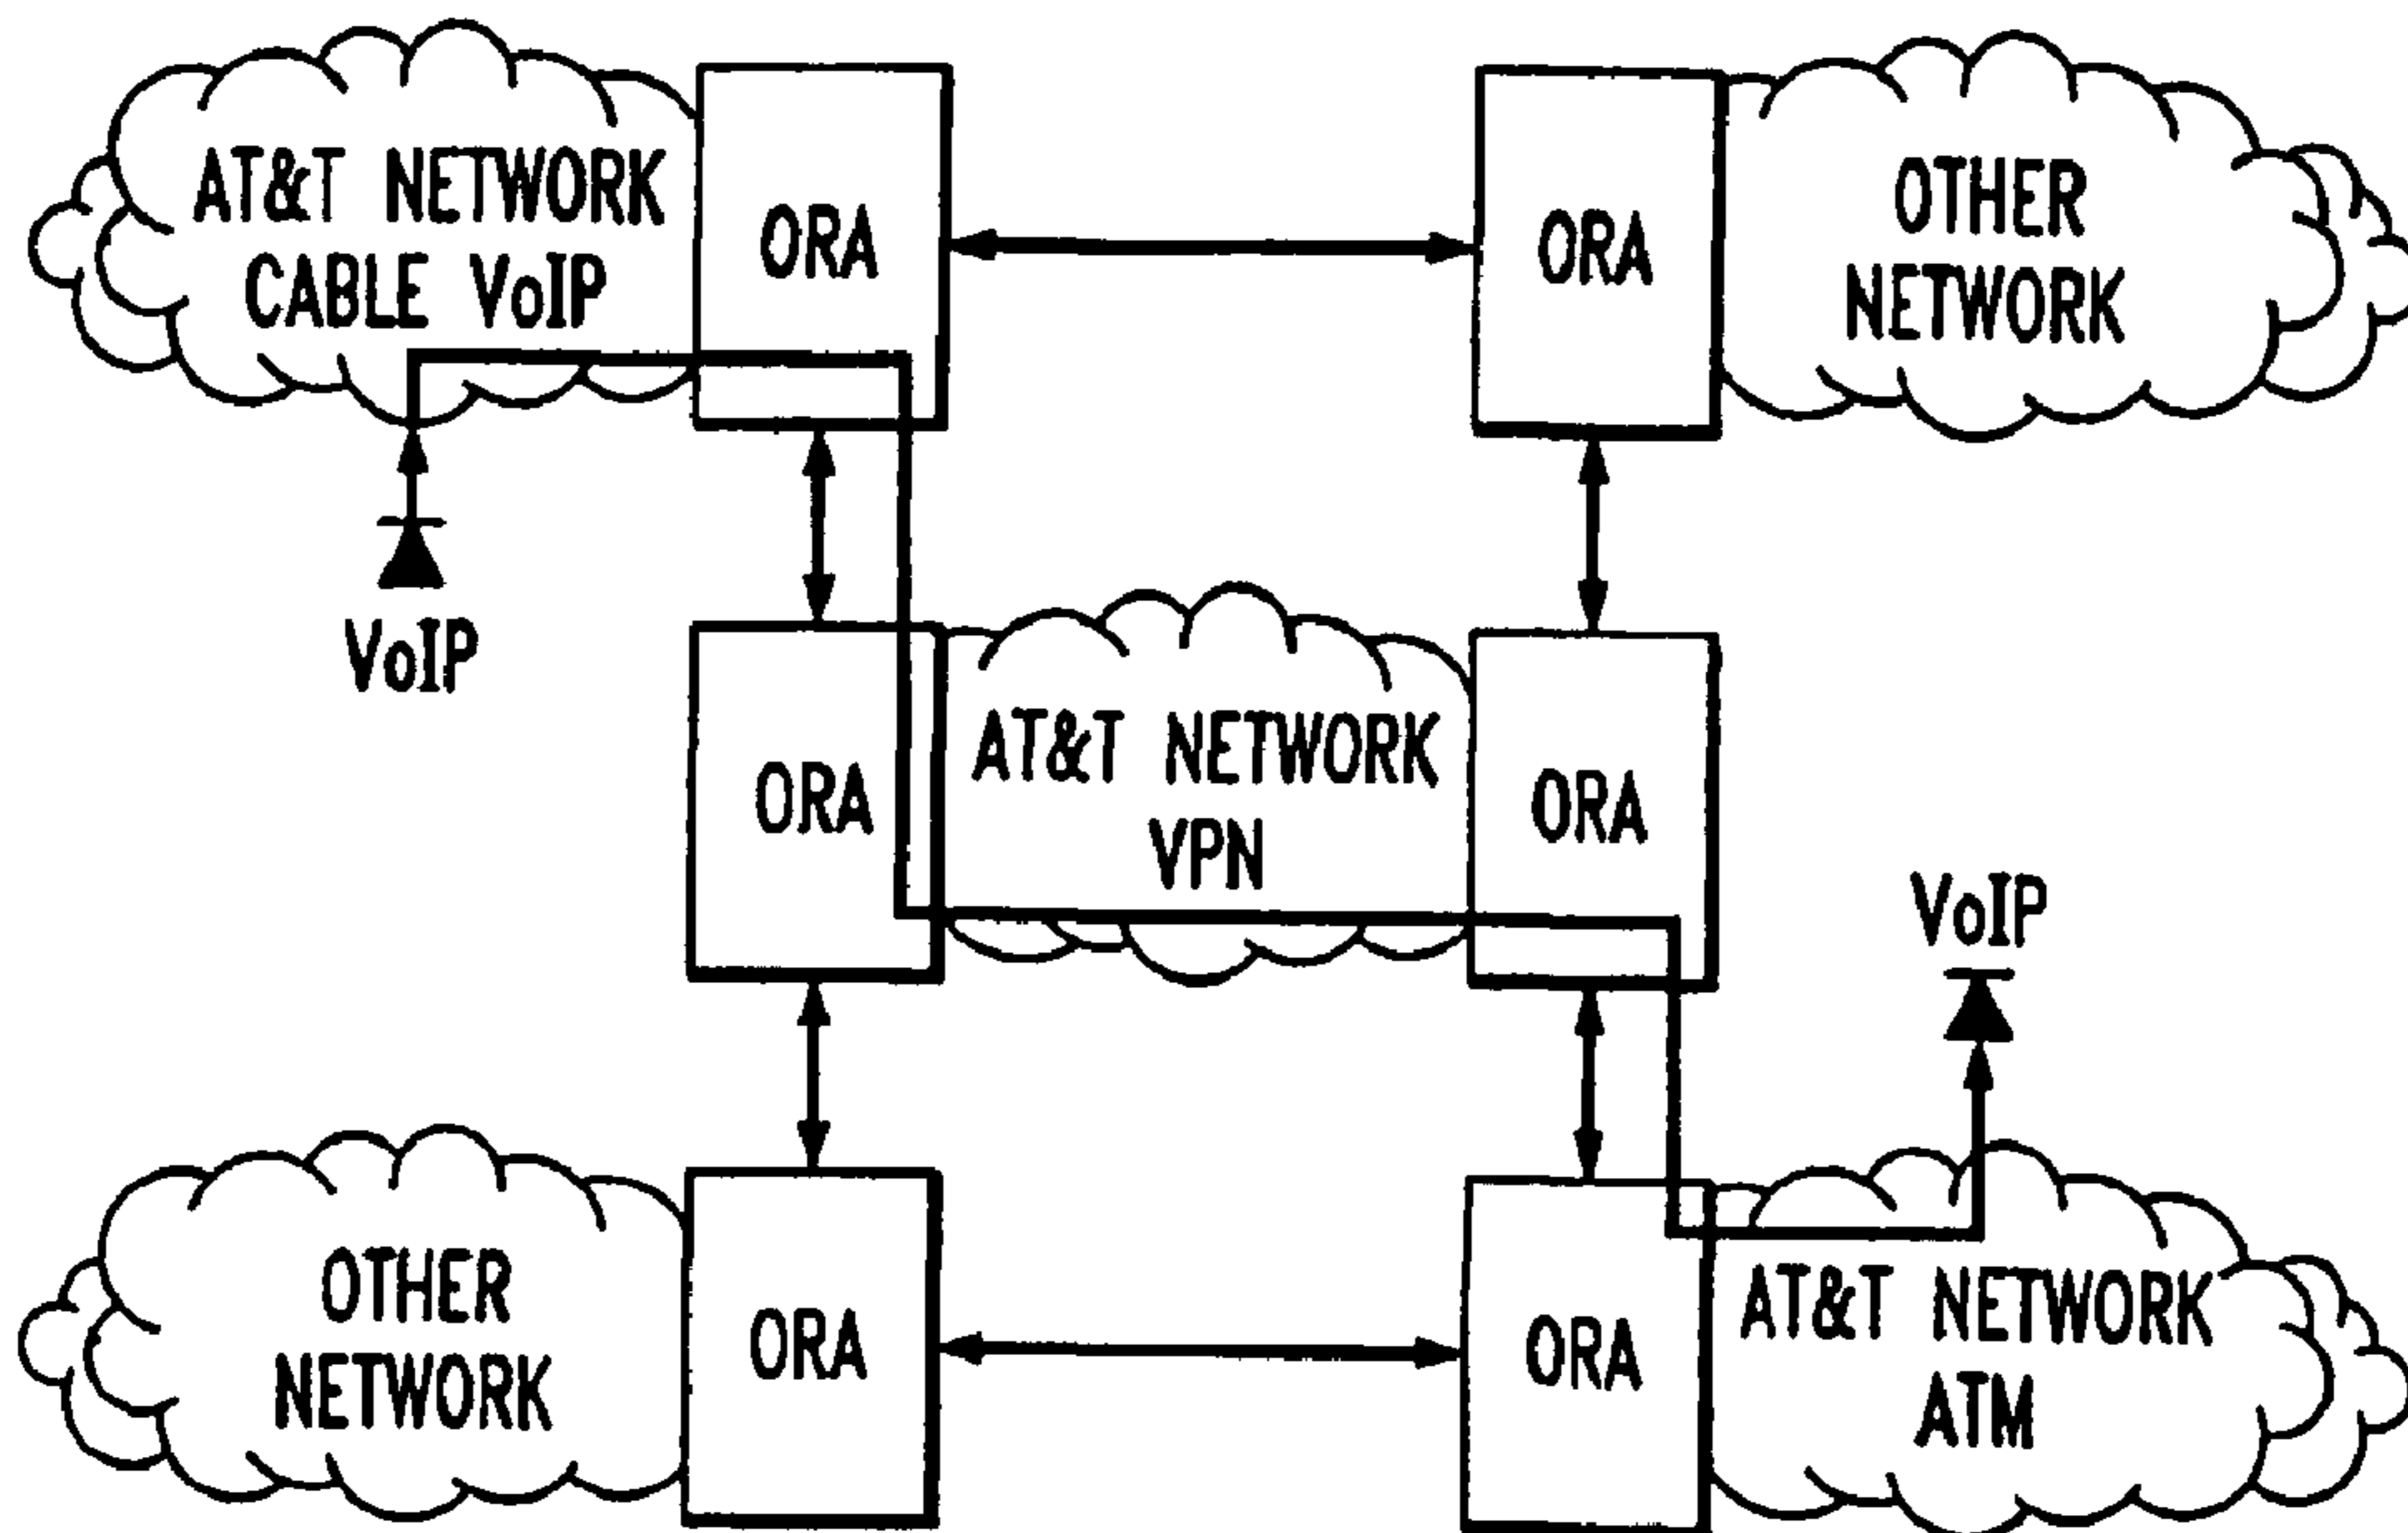 AT&T NETWORK
CABLE VoIP
ORA
ORA
OTHER
NETWORK
VoIP
ORA
AT&T NETWORK
VPN
ORA
VoIP
OTHER
NETWORK
ORA
ORA
AT&T NETWORK
ATM